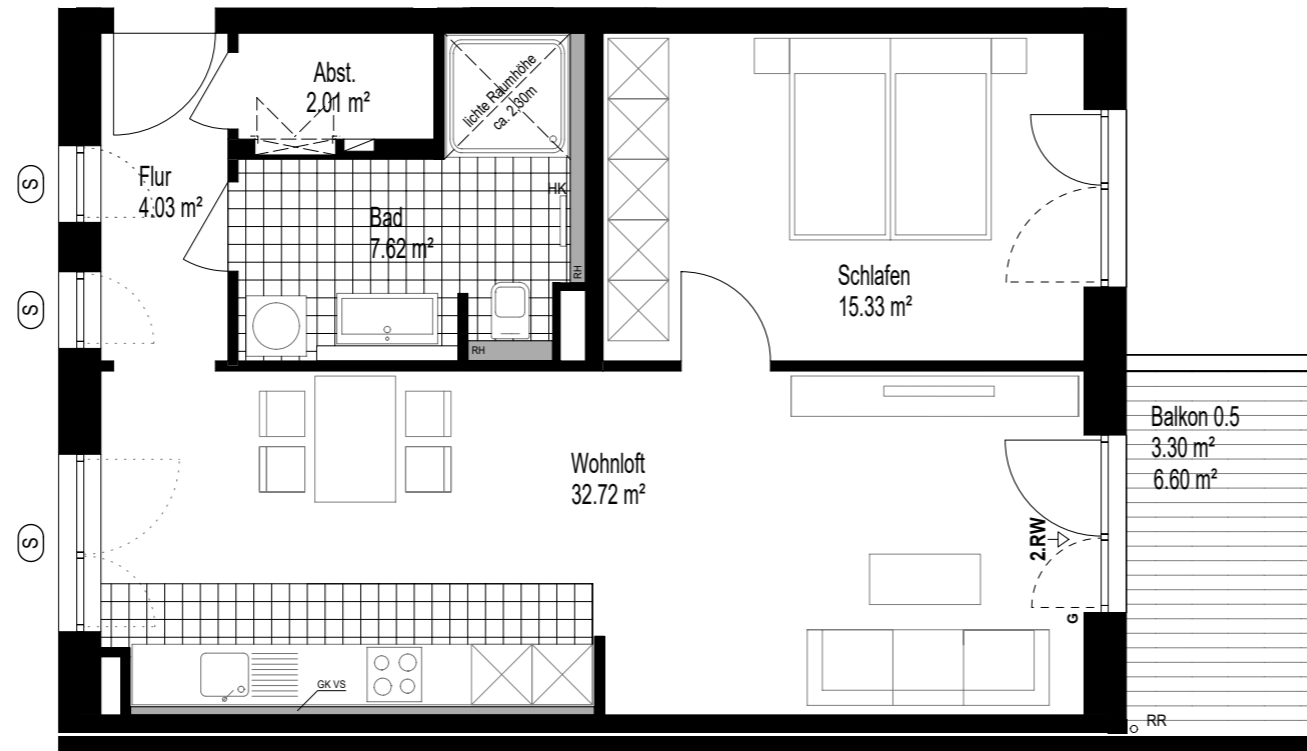 Abst.
2.01 m²
lichte Raumhöhe
ca. 2,30m
S
Flur
4.03 m²
HK
Bad
7.62 m²
RH
Schlafen
15.33 m²
S
RH
Balkon 0.5
3.30 m²
6.60 m²
Wohnloft
32.72 m²
S
2.RW
G
GK VS
RR